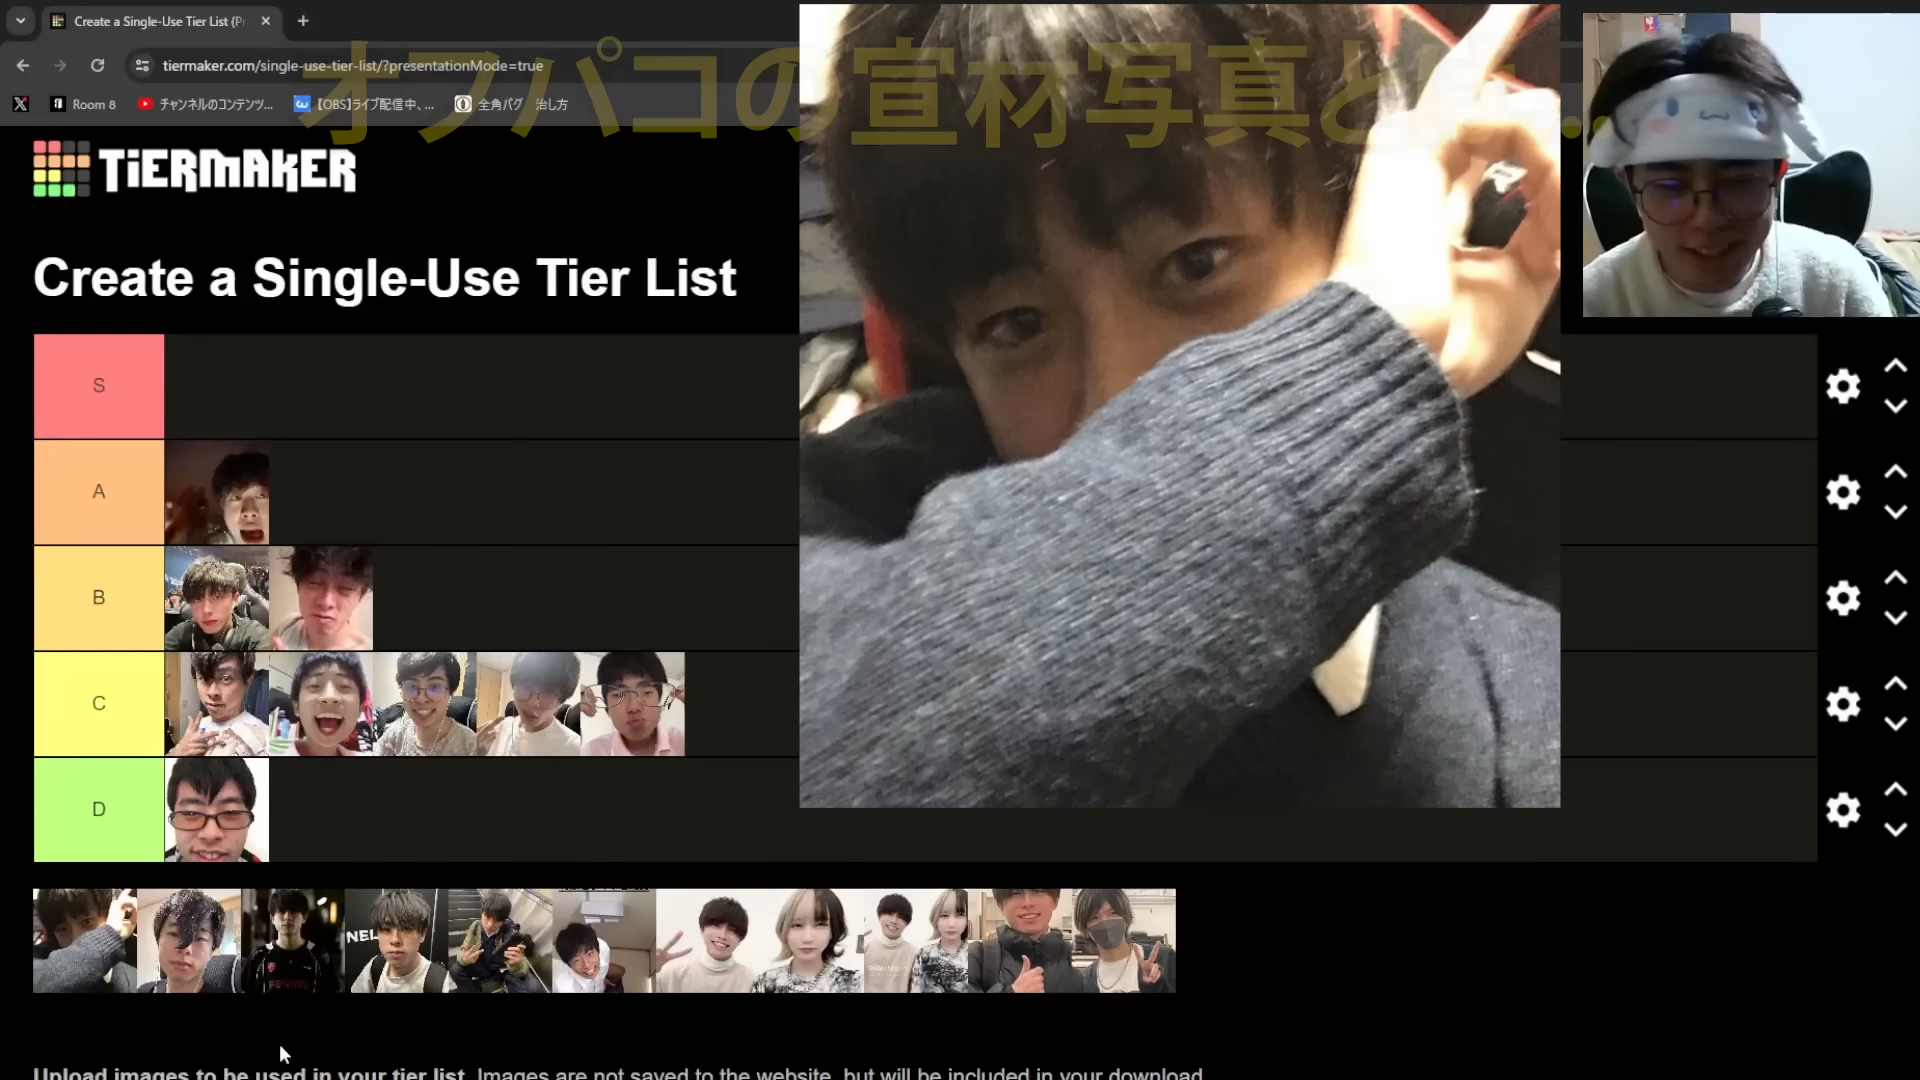 Create a Single-Use Tier List (Pr
tiermaker.com/single-use-tier-list/?presentationMode=true
Room 8
チャンネルのコンテンツ...
【OBS】ライブ配信中、...
全角バグ 治し方
オフパコの宣材写真とは...
TiERMAKER
Create a Single-Use Tier List
S
A
B
C
D
NEL
Upload images to be used in your tier list. Images are not saved to the website, but will be included in your download.